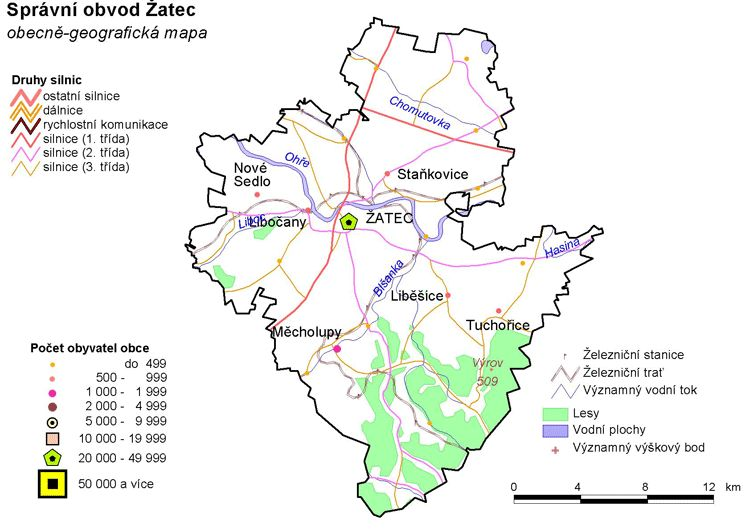 Správní obvod Žatec
obecně-geografická mapa
Druhy silnic
ostatní silnice
dálnice
rychlostní komunikace
silnice (1. třída)
silnice (2. třída)
silnice (3. třída)
Chomutovka
Ohře
Nové
Sedlo
Staňkovice
Liboc
Libočany
ŽATEC
Hasina
Blšanka
Liběšice
Tuchořice
Měcholupy
Výrov
509
Počet obyvatel obce
do 499
500 - 999
1 000 - 1 999
2 000 - 4 999
5 000 - 9 999
10 000 - 19 999
20 000 - 49 999
50 000 a více
Železniční stanice
Železniční trať
Významný vodní tok
Lesy
Vodní plochy
Významný výškový bod
0 4 8 12
km